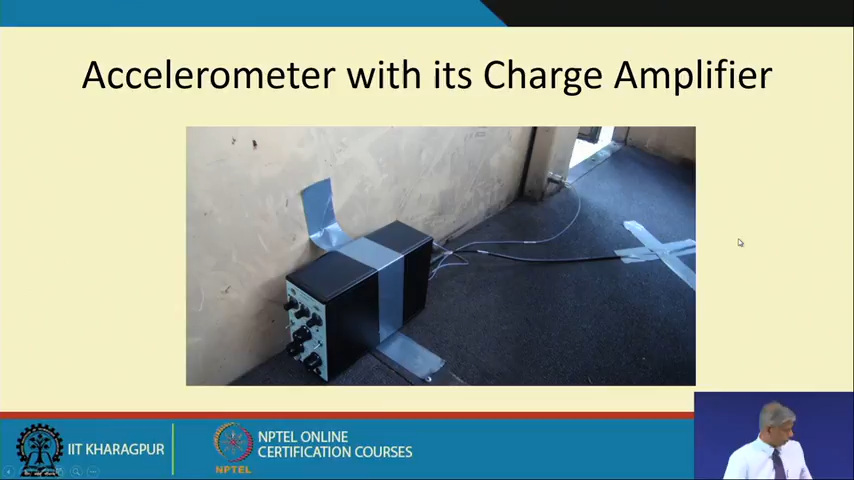 Accelerometer with its Charge Amplifier
IIT KHARAGPUR
NPTEL
NPTEL ONLINE
CERTIFICATION COURSES